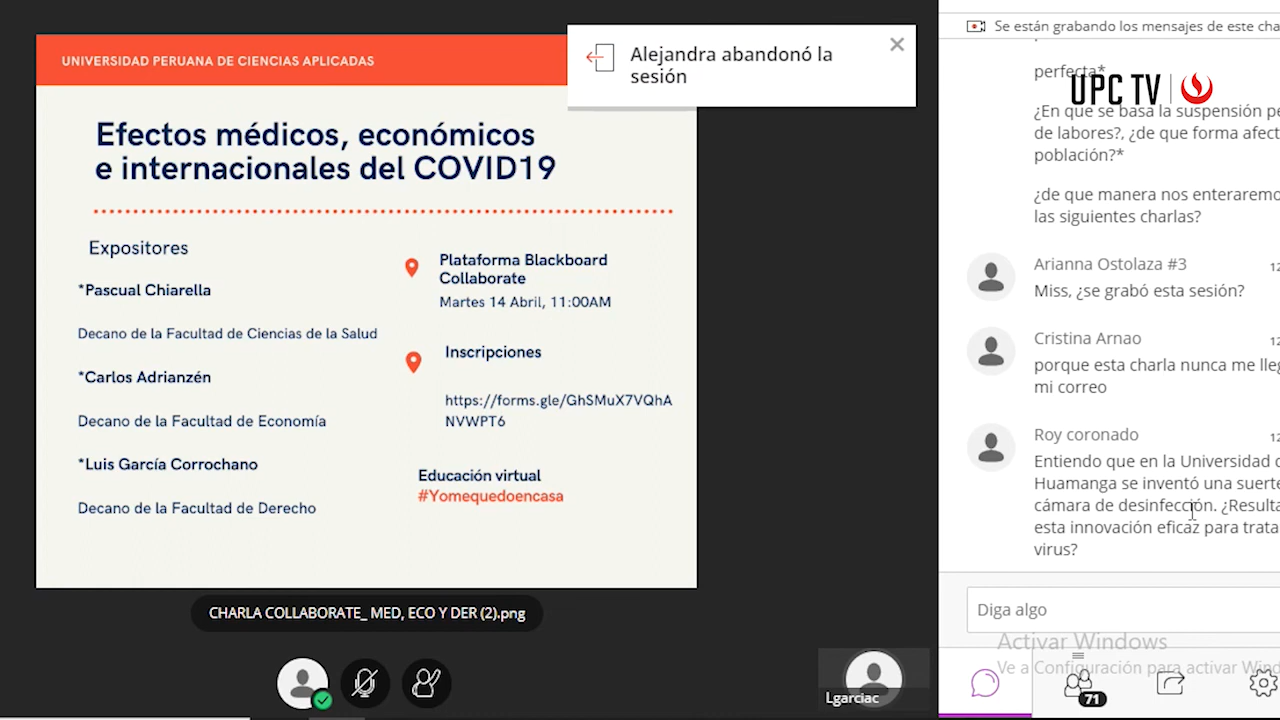 UNIVERSIDAD PERUANA DE CIENCIAS APLICADAS
Efectos médicos, económicos
e internacionales del COVID19
Expositores
*Pascual Chiarella
Decano de la Facultad de Ciencias de la Salud
*Carlos Adrianzén
Decano de la Facultad de Economía
*Luis García Corrochano
Decano de la Facultad de Derecho
Plataforma Blackboard
Collaborate
Martes 14 Abril, 11:00AM
Inscripciones
https://forms.gle/GhSMuX7VQhA
NVWPT6
Educación virtual
#Yomequedoencasa
CHARLA COLLABORATE_ MED, ECO Y DER (2).png
Lgarciac
Alejandra abandonó la
sesión
Se están grabando los mensajes de este cha
perfecta*
UPC TV
¿En que se basa la suspensión pe
de labores?, ¿de que forma afect
población?*
¿de que manera nos enteraremo
las siguientes charlas?
Arianna Ostolaza #3
12
Miss, ¿se grabó esta sesión?
Cristina Arnao
12
porque esta charla nunca me lleg
mi correo
Roy coronado
12
Entiendo que en la Universidad d
Huamanga se inventó una suerte
cámara de desinfección. ¿Resulta
esta innovación eficaz para trata
virus?
Diga algo
Activar Windows
Ve a Configuración para activar Wind
71